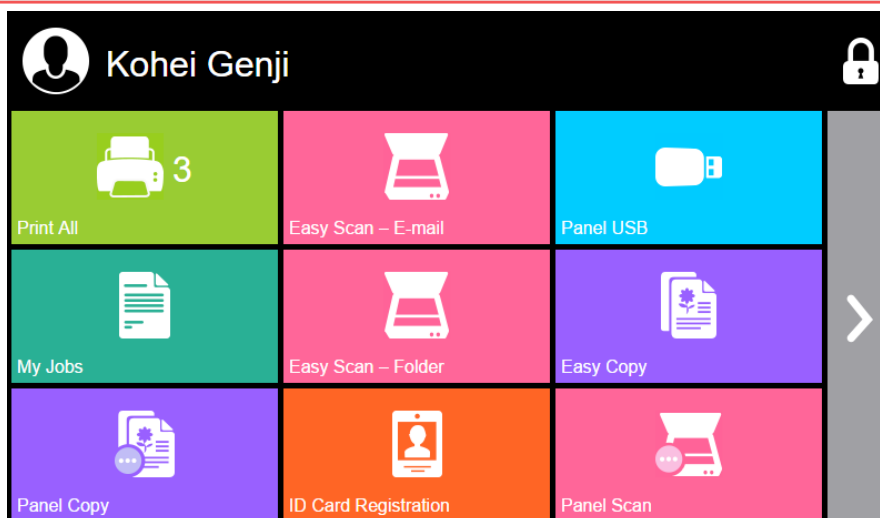 Kohei Genji
3
Print All
Easy Scan – E-mail
Panel USB
My Jobs
Easy Scan – Folder
Easy Copy
Panel Copy
ID Card Registration
Panel Scan